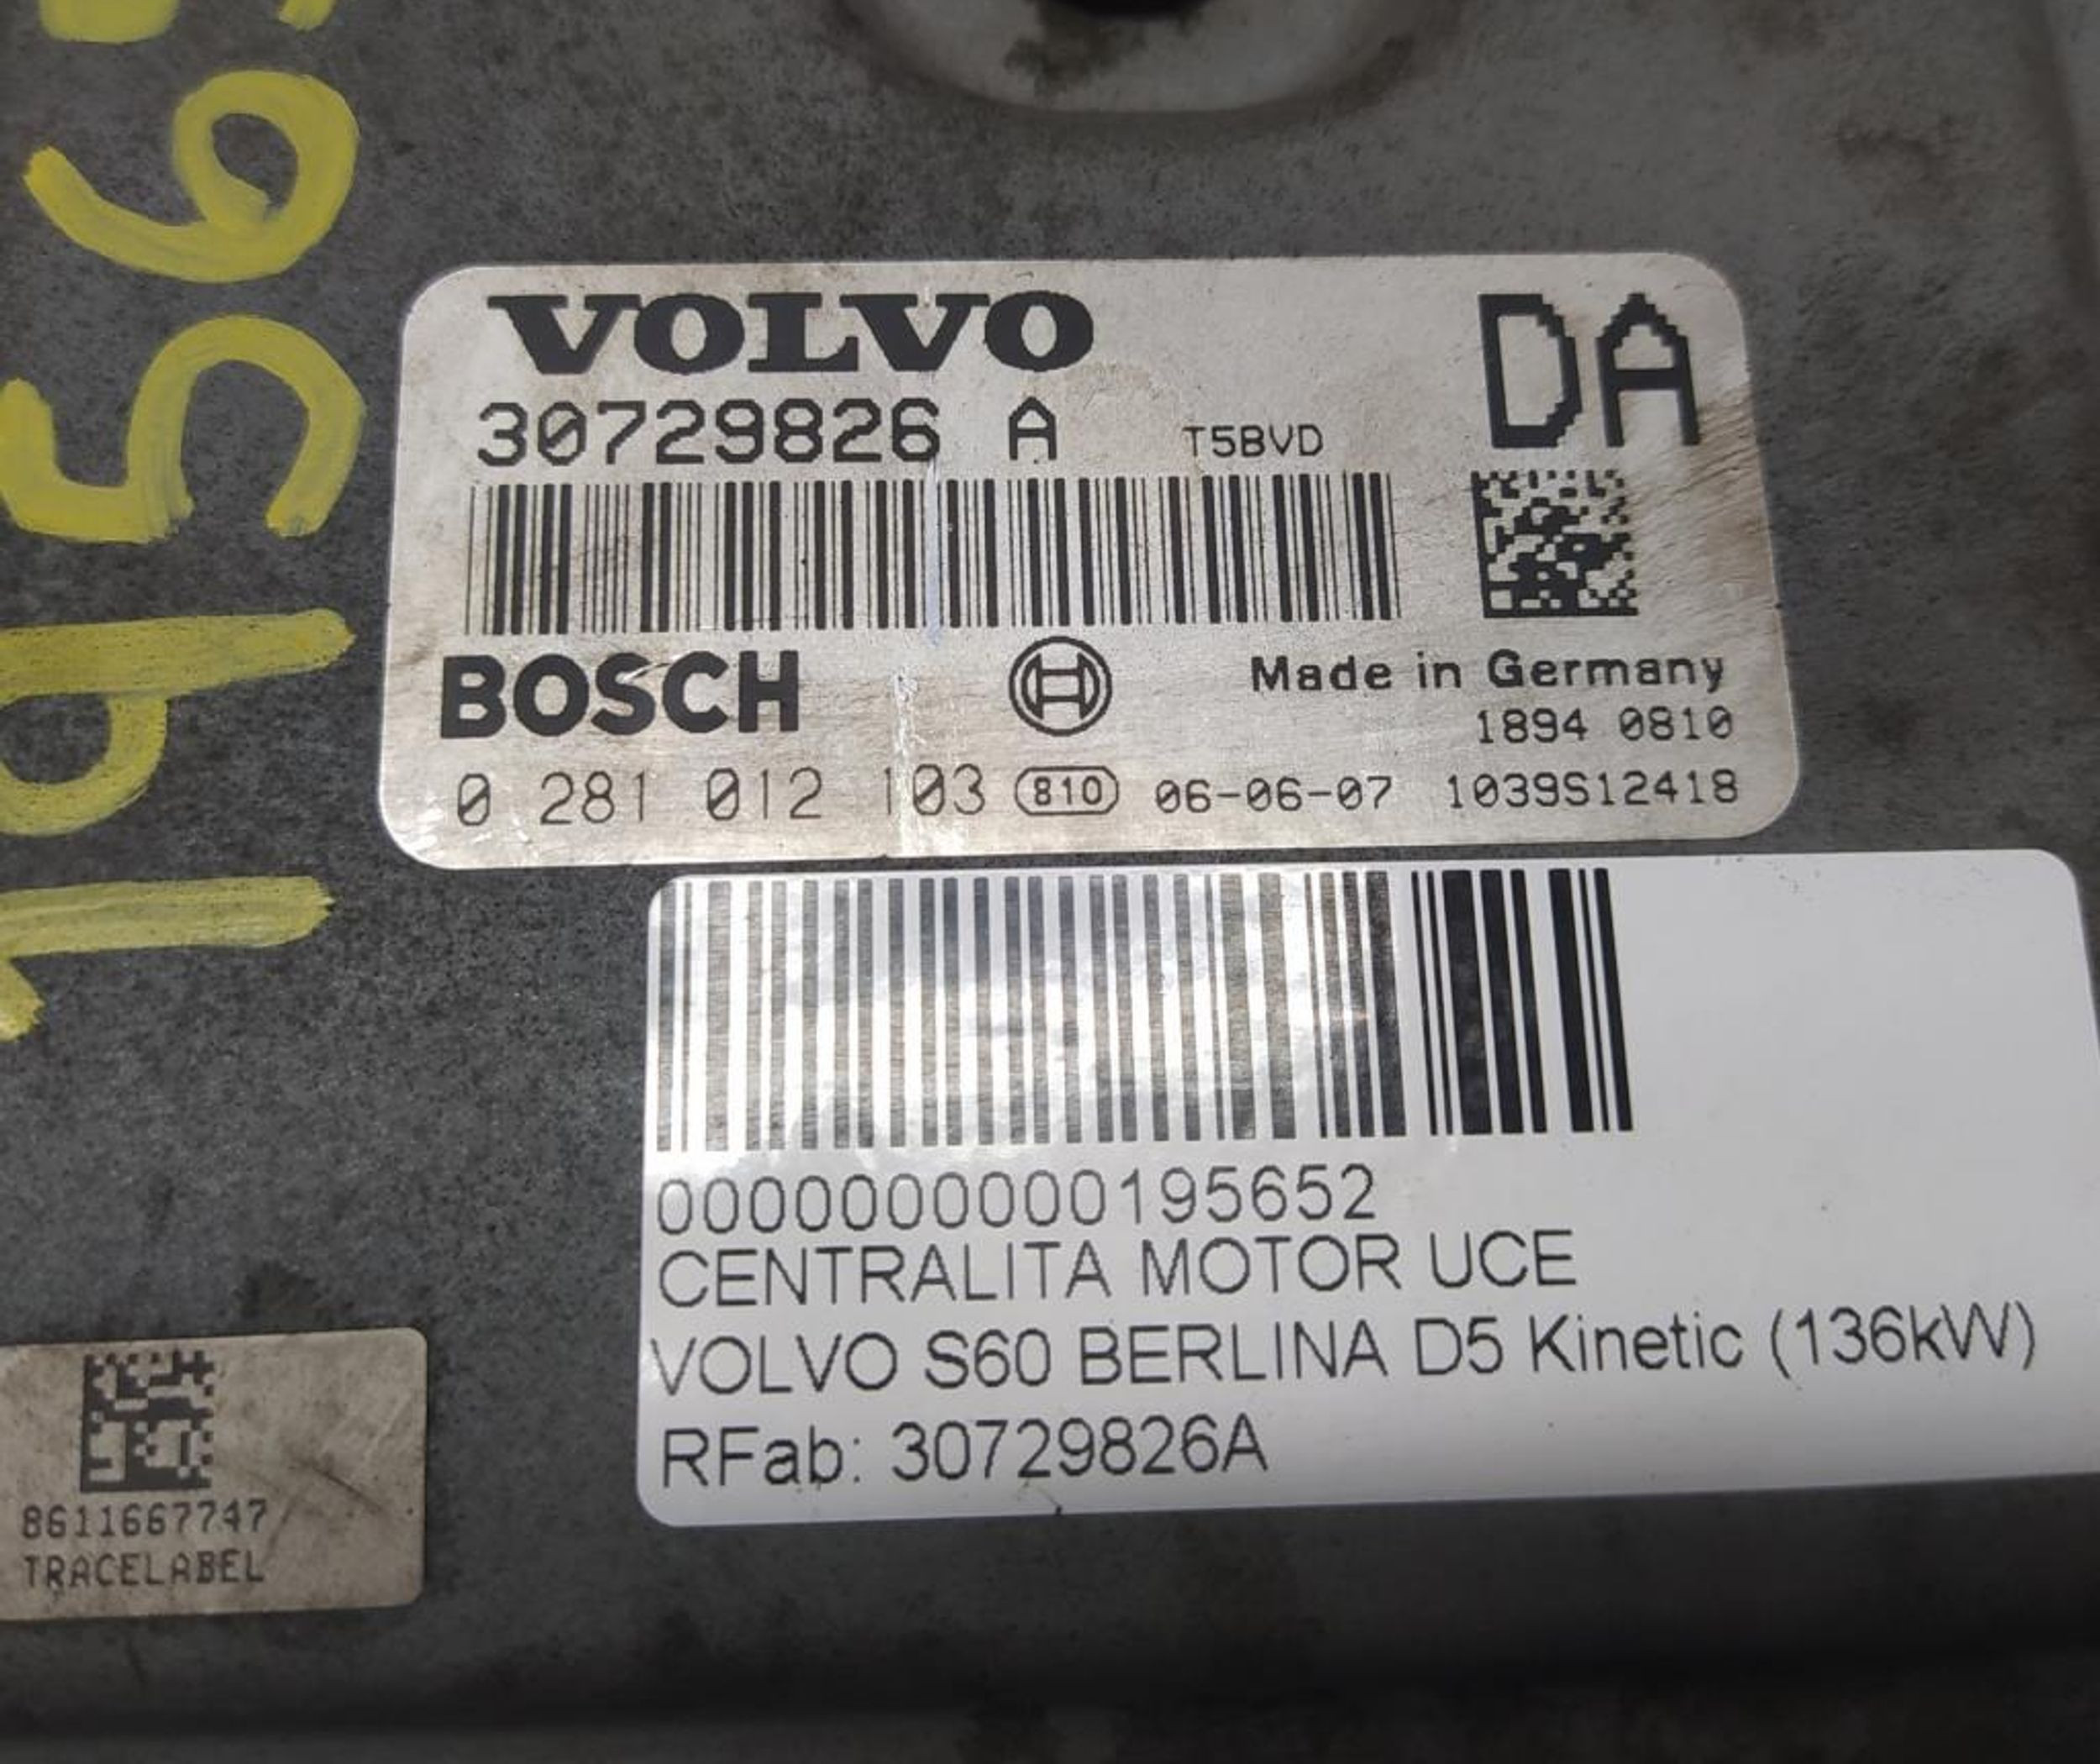 VOLVO
DA
30729826 A T5BVD
BOSCH
Made in Germany
1894 0810
0 281 012 103 810 06-06-07 1039S12418
0000000000195652
CENTRALITA MOTOR UCE
VOLVO S60 BERLINA D5 Kinetic (136kW)
RFab: 30729826A
8611667747
TRACELABEL